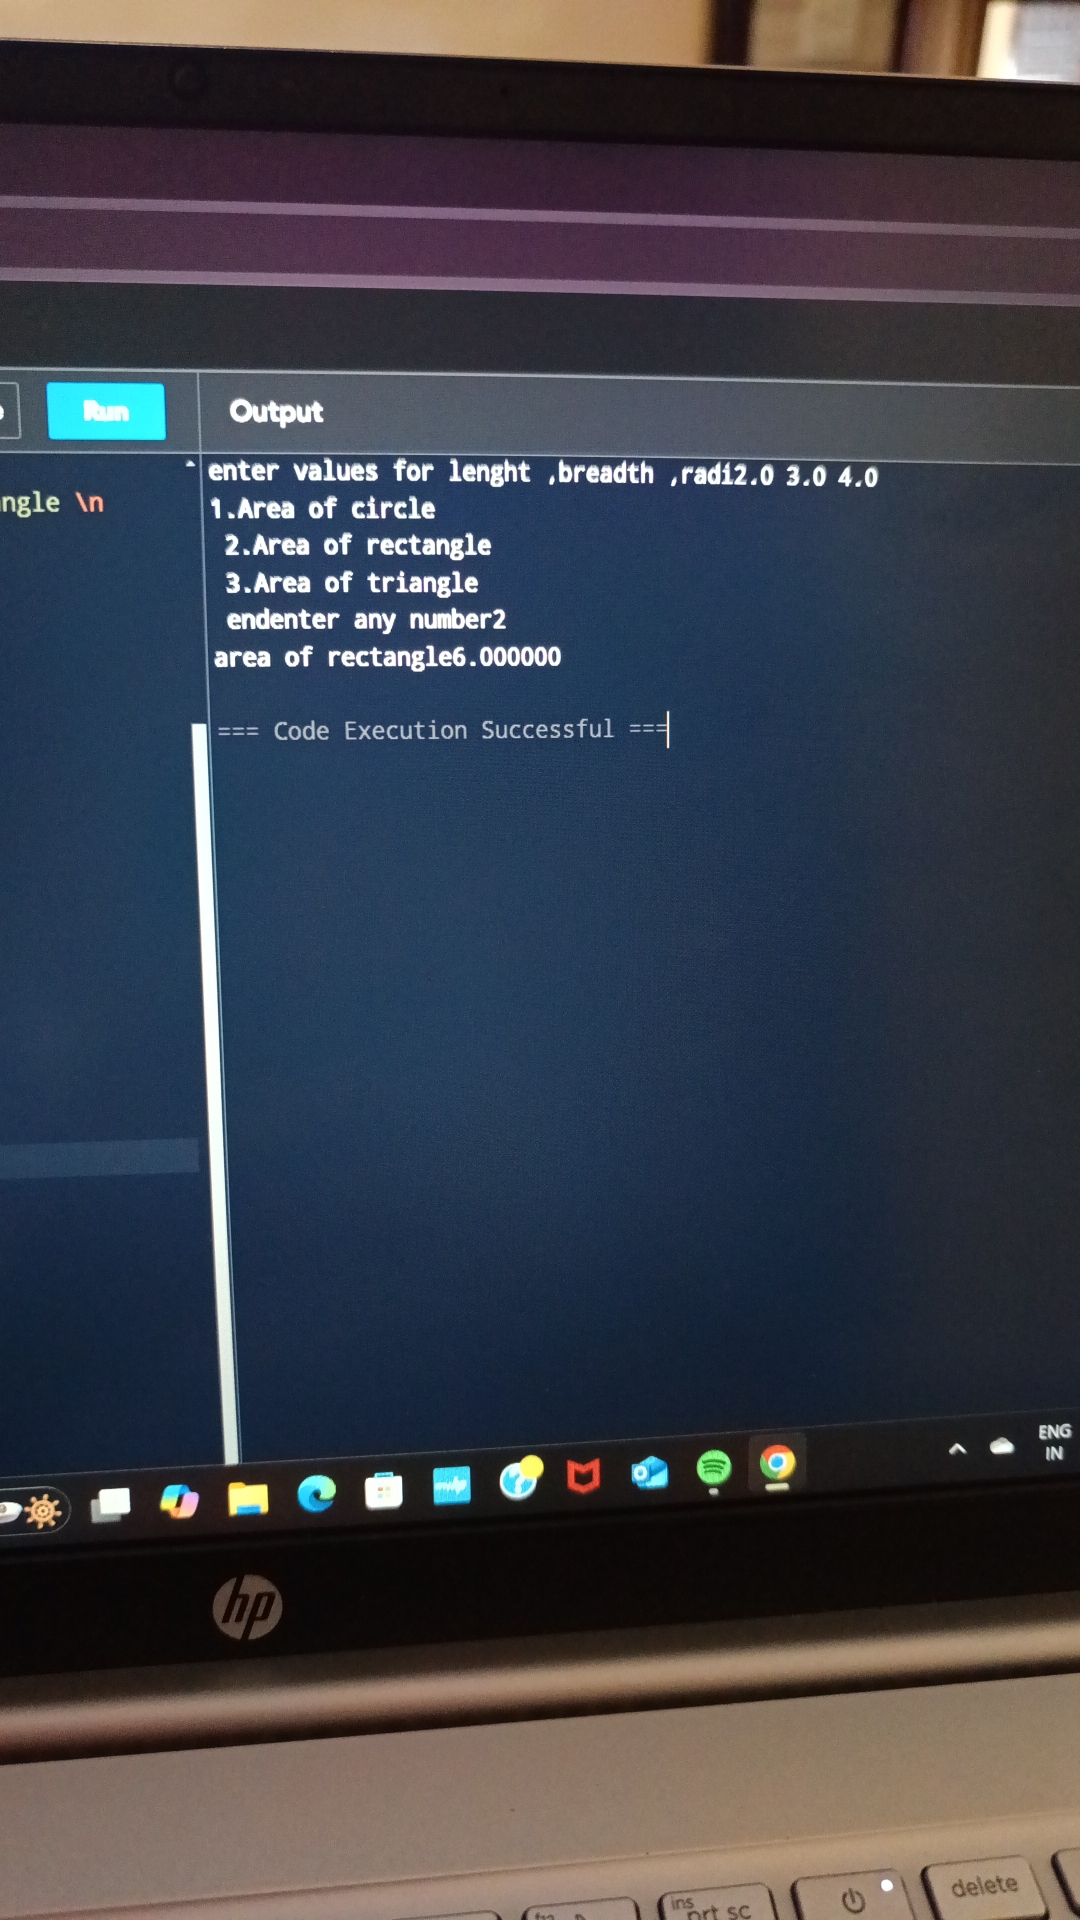 Run
Output
ngle \n
enter values for lenght ,breadth ,radi2.0 3.0 4.0
1.Area of circle
2.Area of rectangle
3.Area of triangle
endenter any number2
area of rectangle6.000000
=== Code Execution Successful ===
ENG
IN
hp
ins
prt sc
delete